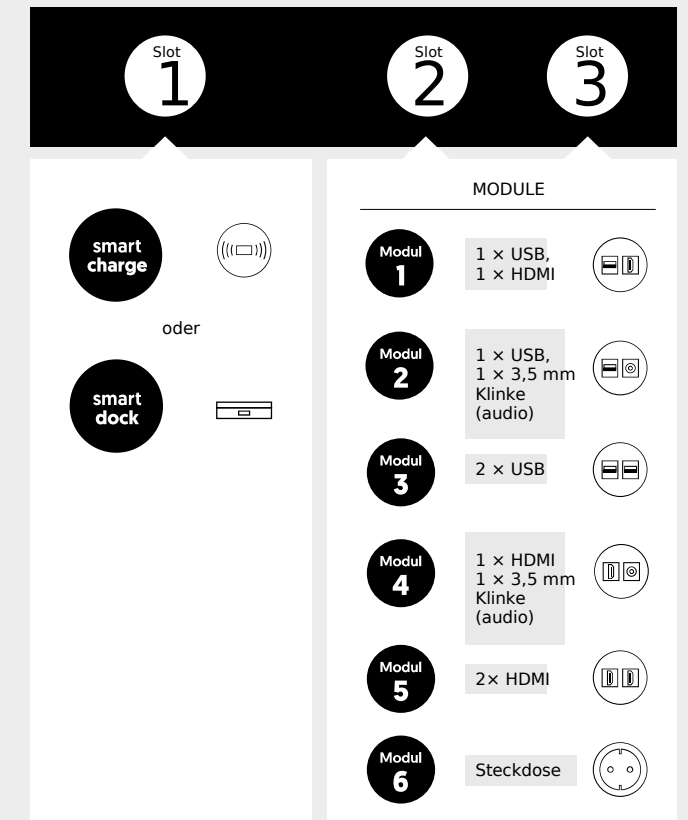 Slot
1
Slot
2
Slot
3
smart
charge
oder
smart
dock
MODULE
Modul
1
1 × USB,
1 × HDMI
Modul
2
1 × USB,
1 × 3,5 mm
Klinke
(audio)
Modul
3
2 × USB
Modul
4
1 × HDMI
1 × 3,5 mm
Klinke
(audio)
Modul
5
2× HDMI
Modul
6
Steckdose